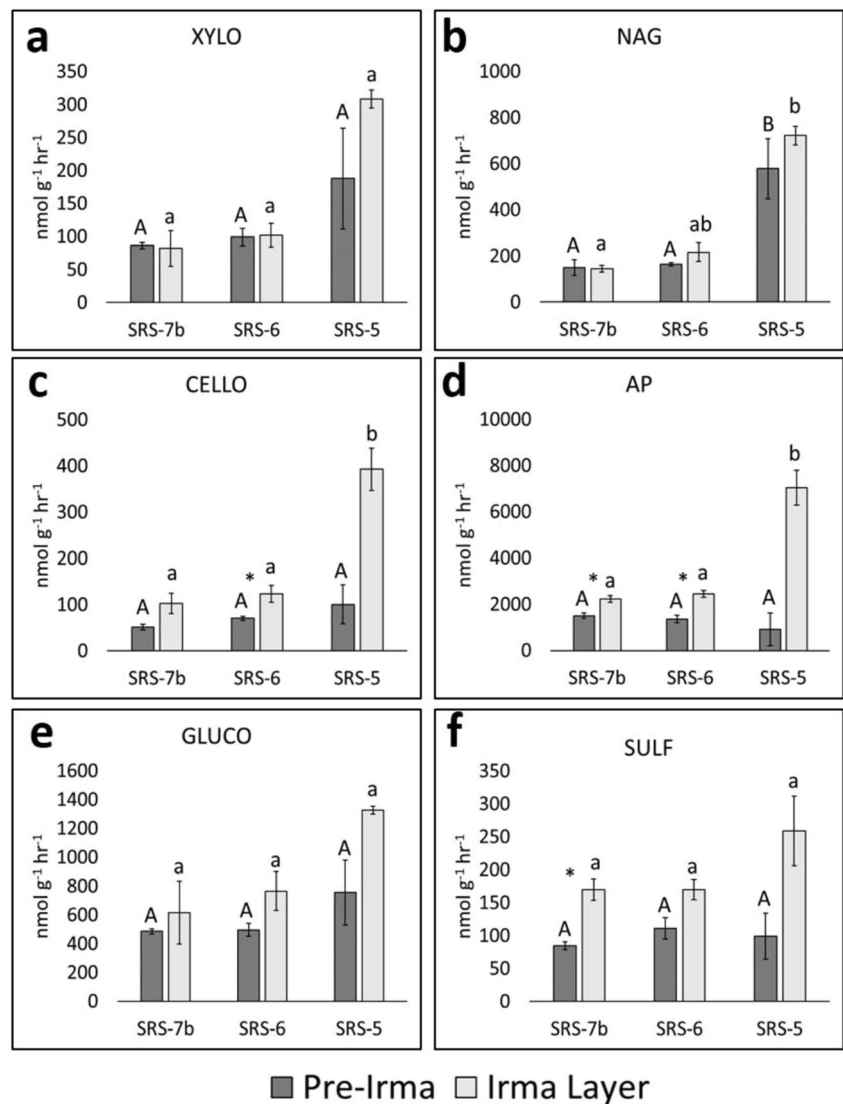 a
XYLO
350
300
250
200
150
100
50
0
nmol g⁻¹ hr⁻¹
A a A a A a
SRS-7b SRS-6 SRS-5
b
NAG
1000
800
600
400
200
0
nmol g⁻¹ hr⁻¹
A a A ab B b
SRS-7b SRS-6 SRS-5
c
CELLO
500
400
300
200
100
0
nmol g⁻¹ hr⁻¹
A a * A a A b
SRS-7b SRS-6 SRS-5
d
AP
10000
8000
6000
4000
2000
0
nmol g⁻¹ hr⁻¹
A * a A * a A b
SRS-7b SRS-6 SRS-5
e
GLUCO
1600
1400
1200
1000
800
600
400
200
0
nmol g⁻¹ hr⁻¹
A a A a A a
SRS-7b SRS-6 SRS-5
f
SULF
350
300
250
200
150
100
50
0
nmol g⁻¹ hr⁻¹
A * a A a A a
SRS-7b SRS-6 SRS-5
Pre-Irma Irma Layer